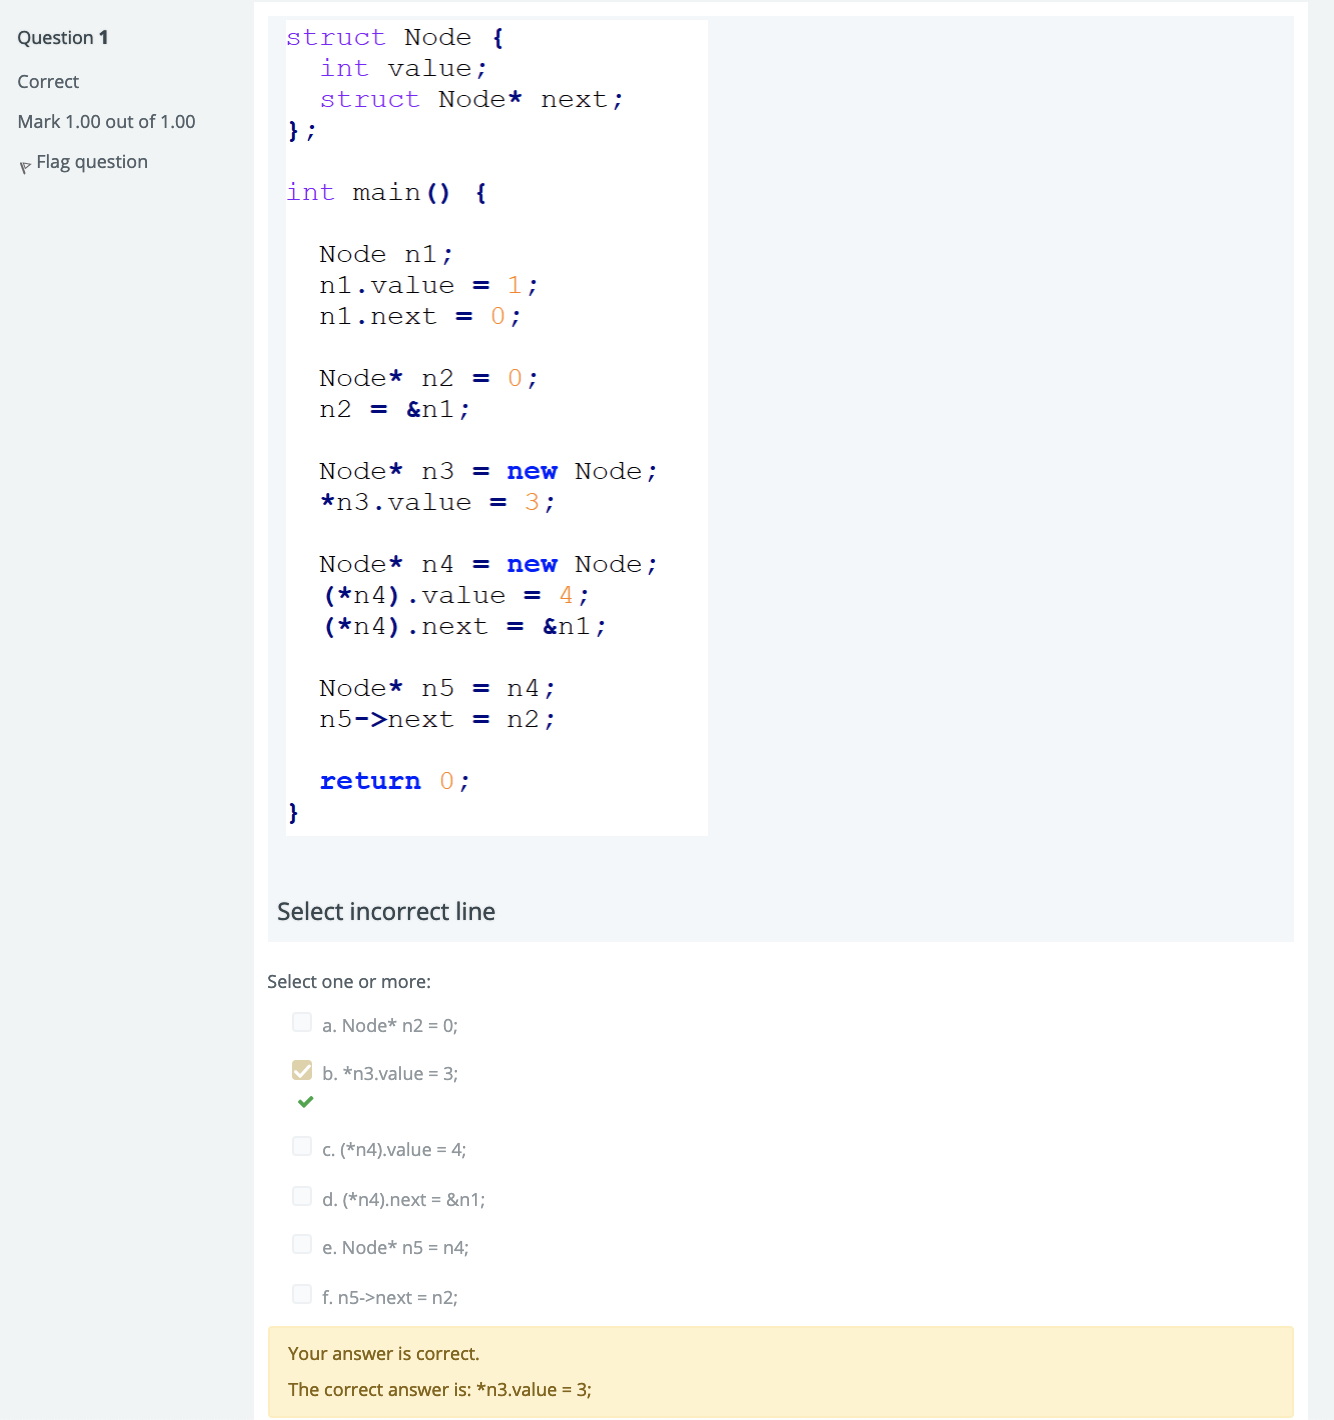 Question 1
Correct
Mark 1.00 out of 1.00
Flag question
struct Node {
  int value;
  struct Node* next;
};
int main() {
  Node n1;
  n1.value = 1;
  n1.next = 0;
  Node* n2 = 0;
  n2 = &n1;
  Node* n3 = new Node;
  *n3.value = 3;
  Node* n4 = new Node;
  (*n4).value = 4;
  (*n4).next = &n1;
  Node* n5 = n4;
  n5->next = n2;
  return 0;
}
Select incorrect line
Select one or more:
a. Node* n2 = 0;
b. *n3.value = 3;
c. (*n4).value = 4;
d. (*n4).next = &n1;
e. Node* n5 = n4;
f. n5->next = n2;
Your answer is correct.
The correct answer is: *n3.value = 3;